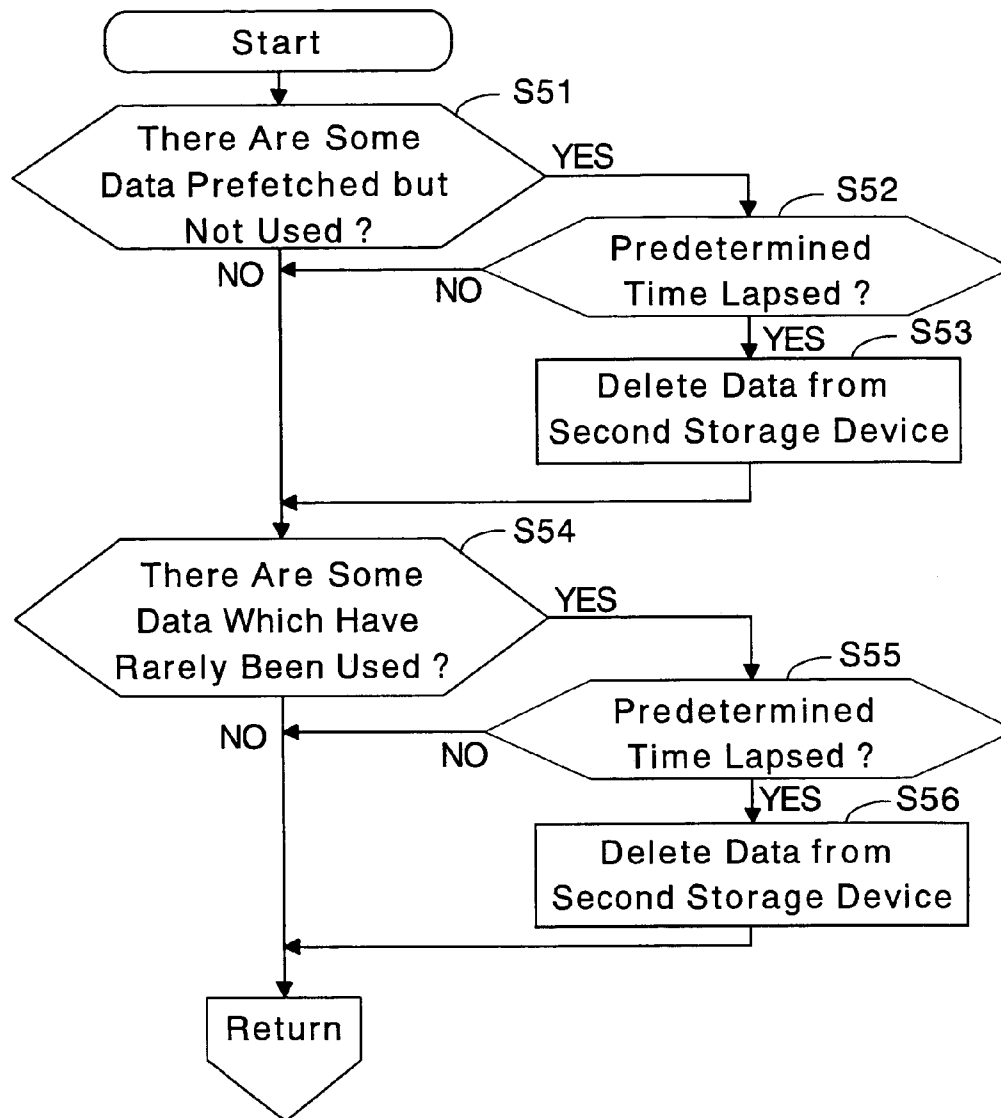 Start
S51
There Are Some
Data Prefetched but
Not Used ?
YES
S52
Predetermined
Time Lapsed ?
NO
NO
YES
S53
Delete Data from
Second Storage Device
S54
There Are Some
Data Which Have
Rarely Been Used ?
YES
S55
Predetermined
Time Lapsed ?
NO
NO
YES
S56
Delete Data from
Second Storage Device
Return